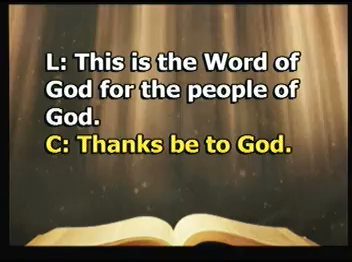 L: This is the Word of
God for the people of
God.
C: Thanks be to God.